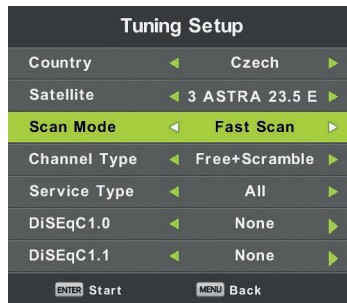 Tuning Setup
Country Czech
Satellite 3 ASTRA 23.5 E
Scan Mode Fast Scan
Channel Type Free+Scramble
Service Type All
DiSEqC1.0 None
DiSEqC1.1 None
ENTER Start MENU Back